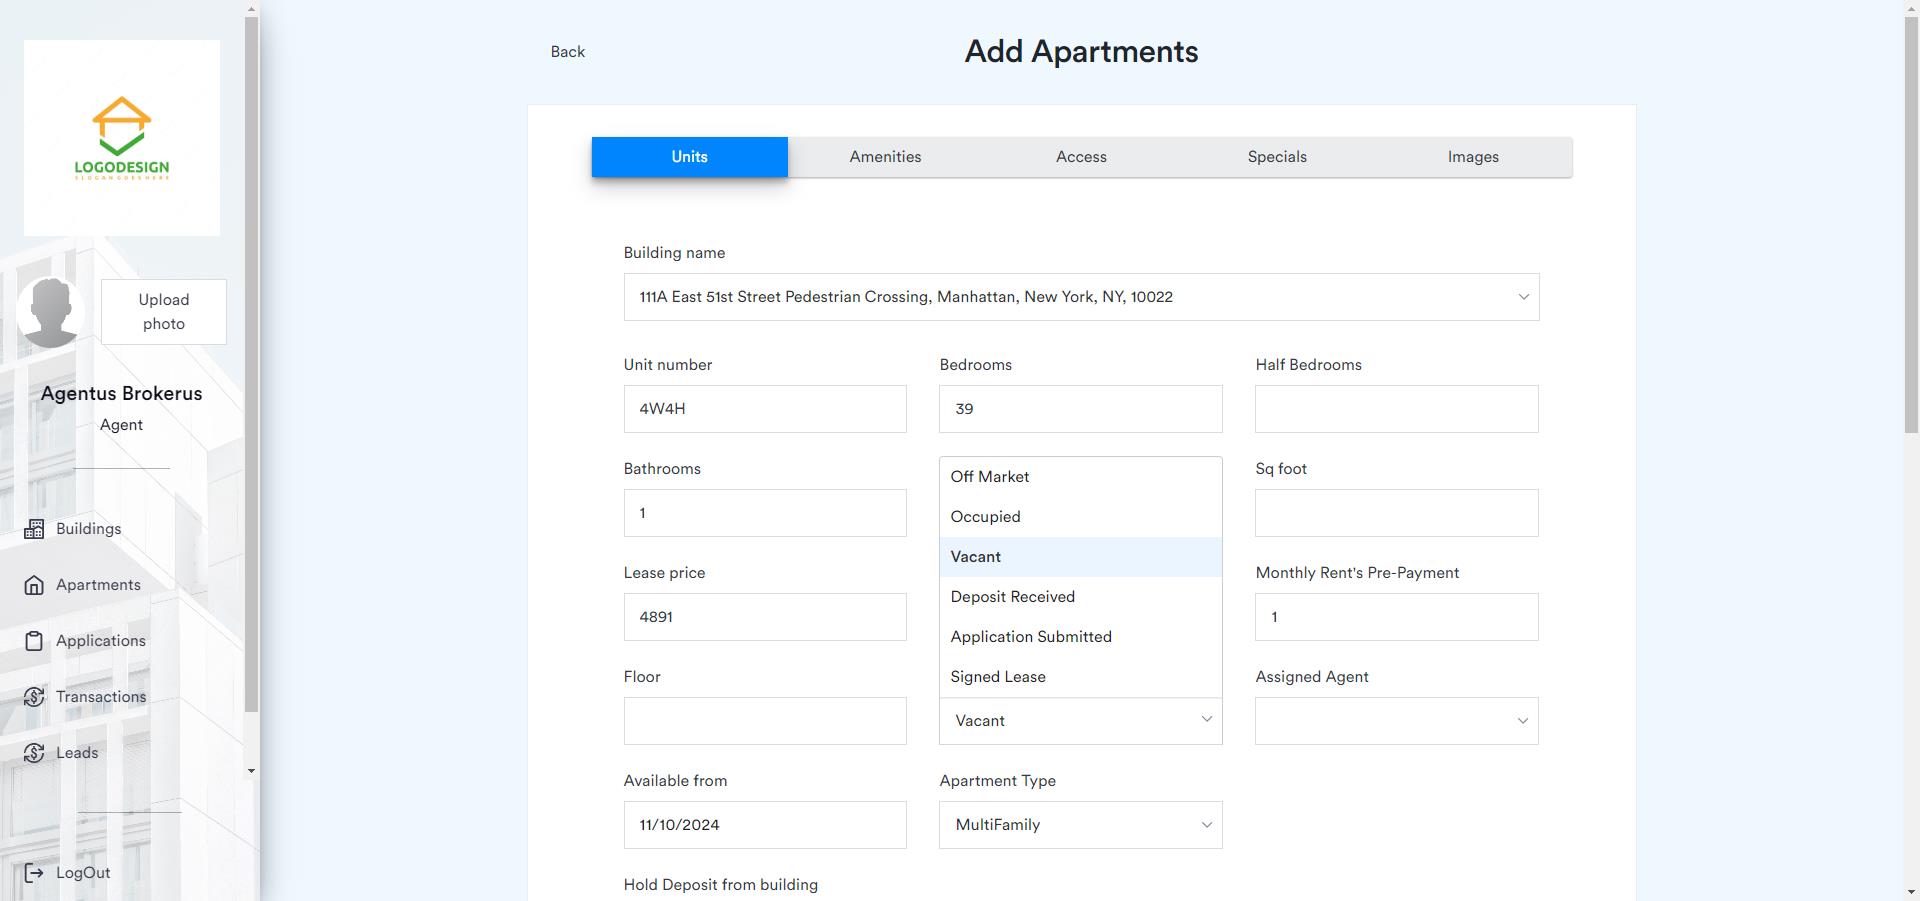 LOGODESIGN
SLOGAN GOES HERE
Upload
photo
Agentus Brokerus
Agent
Buildings
Apartments
Applications
Transactions
Leads
LogOut
Back
Add Apartments
Units
Amenities
Access
Specials
Images
Building name
111A East 51st Street Pedestrian Crossing, Manhattan, New York, NY, 10022
Unit number
Bedrooms
Half Bedrooms
4W4H
39
Bathrooms
Sq foot
1
Off Market
Occupied
Vacant
Deposit Received
Application Submitted
Signed Lease
Lease price
Monthly Rent's Pre-Payment
4891
1
Floor
Assigned Agent
Vacant
Available from
Apartment Type
11/10/2024
MultiFamily
Hold Deposit from building